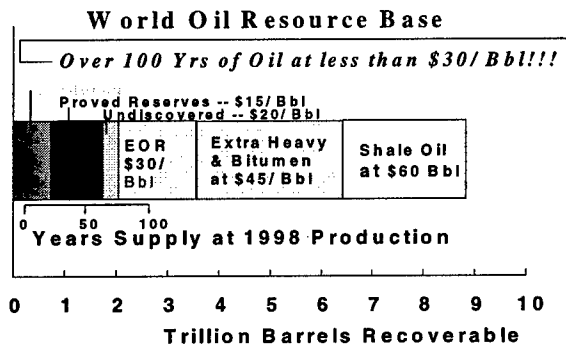 World Oil Resource Base
Over 100 Yrs of Oil at less than $30/Bbl!!!
Proved Reserves -- $15/Bbl
Undiscovered -- $20/Bbl
EOR
$30/
Bbl
Extra Heavy
& Bitumen
at $45/Bbl
Shale Oil
at $60 Bbl
0 50 100
Years Supply at 1998 Production
0 1 2 3 4 5 6 7 8 9 10
Trillion Barrels Recoverable